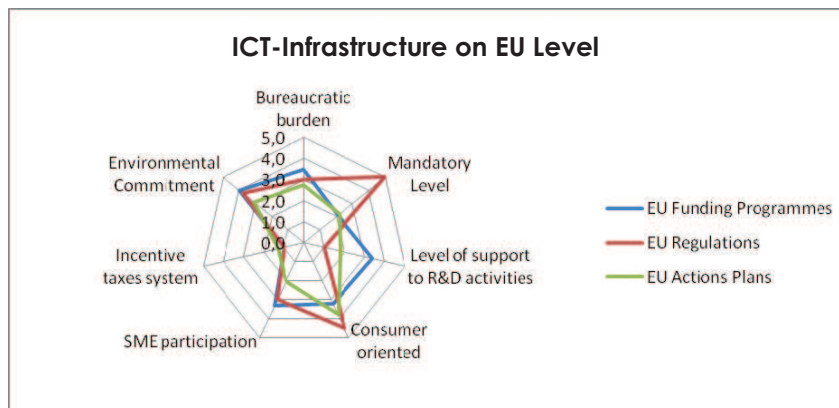 ICT-Infrastructure on EU Level
Bureaucratic
burden
5,0
4,0
3,0
2,0
1,0
0,0
Mandatory
Level
Level of support
to R&D activities
Consumer
oriented
SME participation
Incentive
taxes system
Environmental
Commitment
EU Funding Programmes
EU Regulations
EU Actions Plans